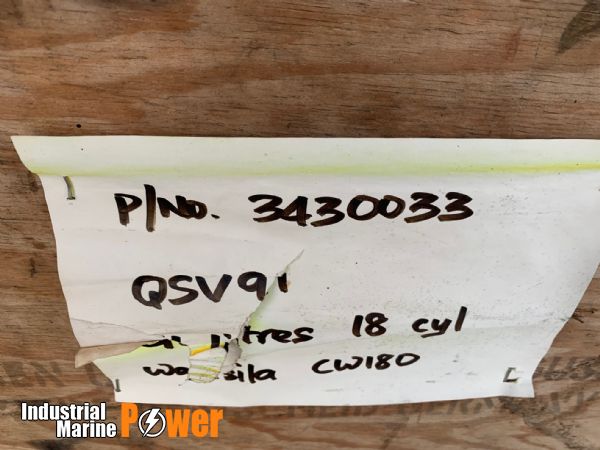 P/No. 3430033
QSV91
litres 18 cyl
CW180
Industrial
Marine Power